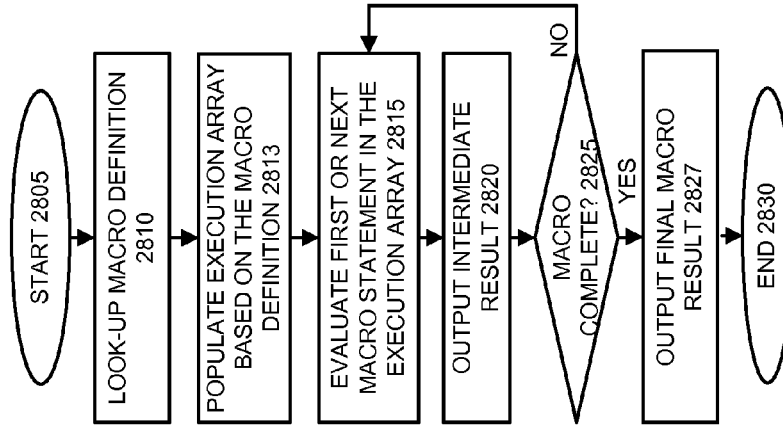 START 2805
LOOK-UP MACRO DEFINITION
2810
POPULATE EXECUTION ARRAY
BASED ON THE MACRO
DEFINITION 2813
EVALUATE FIRST OR NEXT
MACRO STATEMENT IN THE
EXECUTION ARRAY 2815
OUTPUT INTERMEDIATE
RESULT 2820
MACRO
COMPLETE? 2825
NO
YES
OUTPUT FINAL MACRO
RESULT 2827
END 2830